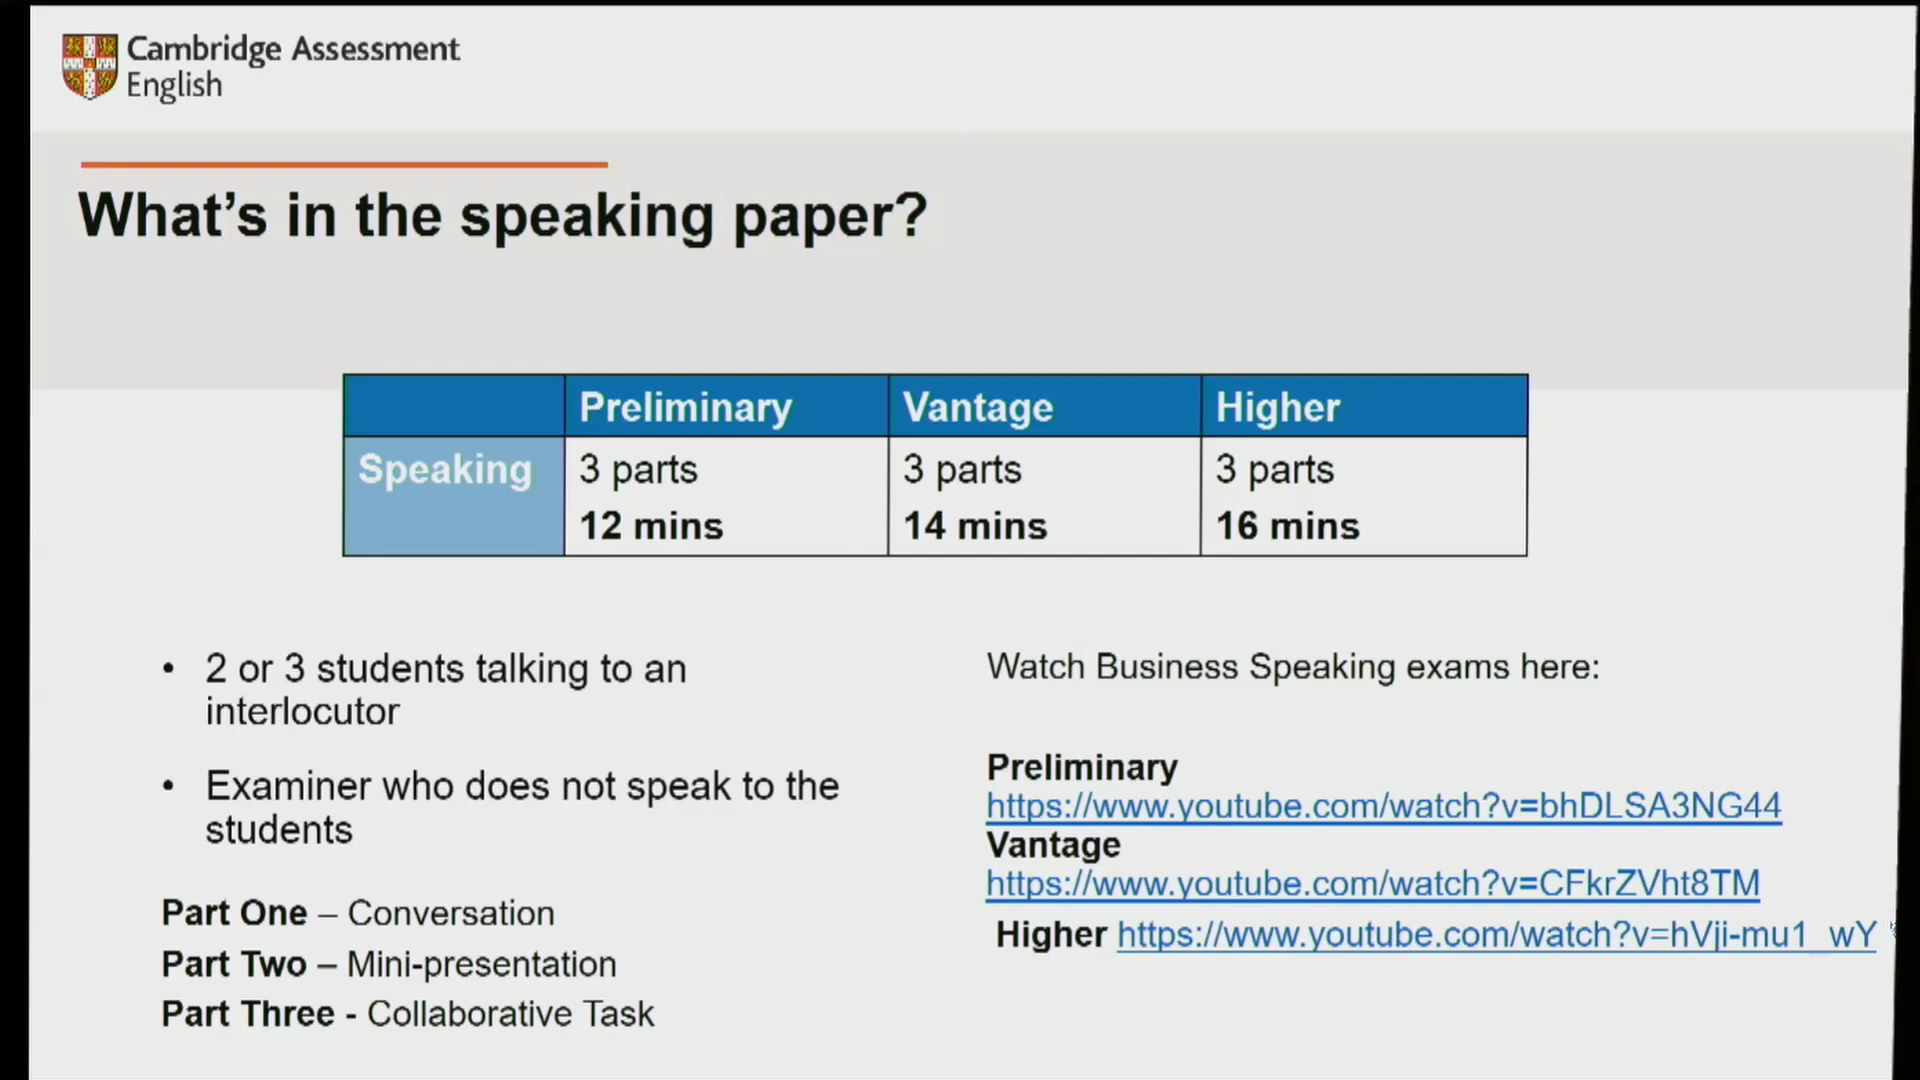 Cambridge Assessment
English
What's in the speaking paper?
Preliminary Vantage Higher
Speaking 3 parts 3 parts 3 parts
12 mins 14 mins 16 mins
• 2 or 3 students talking to an
interlocutor
• Examiner who does not speak to the
students
Part One – Conversation
Part Two – Mini-presentation
Part Three - Collaborative Task
Watch Business Speaking exams here:
Preliminary
https://www.youtube.com/watch?v=bhDLSA3NG44
Vantage
https://www.youtube.com/watch?v=CFkrZVht8TM
Higher https://www.youtube.com/watch?v=hVji-mu1_wY